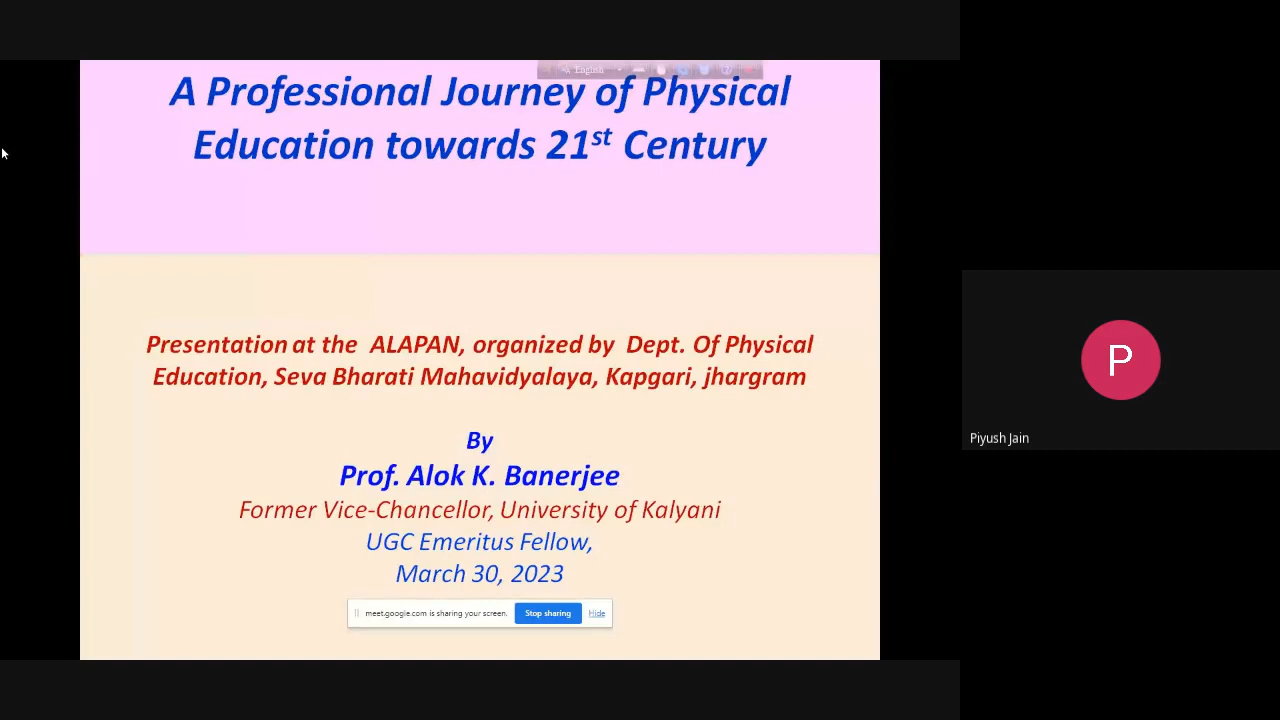 English
A Professional Journey of Physical
Education towards 21st Century
Presentation at the ALAPAN, organized by Dept. Of Physical
Education, Seva Bharati Mahavidyalaya, Kapgari, jhargram
By
Prof. Alok K. Banerjee
Former Vice-Chancellor, University of Kalyani
UGC Emeritus Fellow,
March 30, 2023
meet.google.com is sharing your screen. Stop sharing Hide
P
Piyush Jain